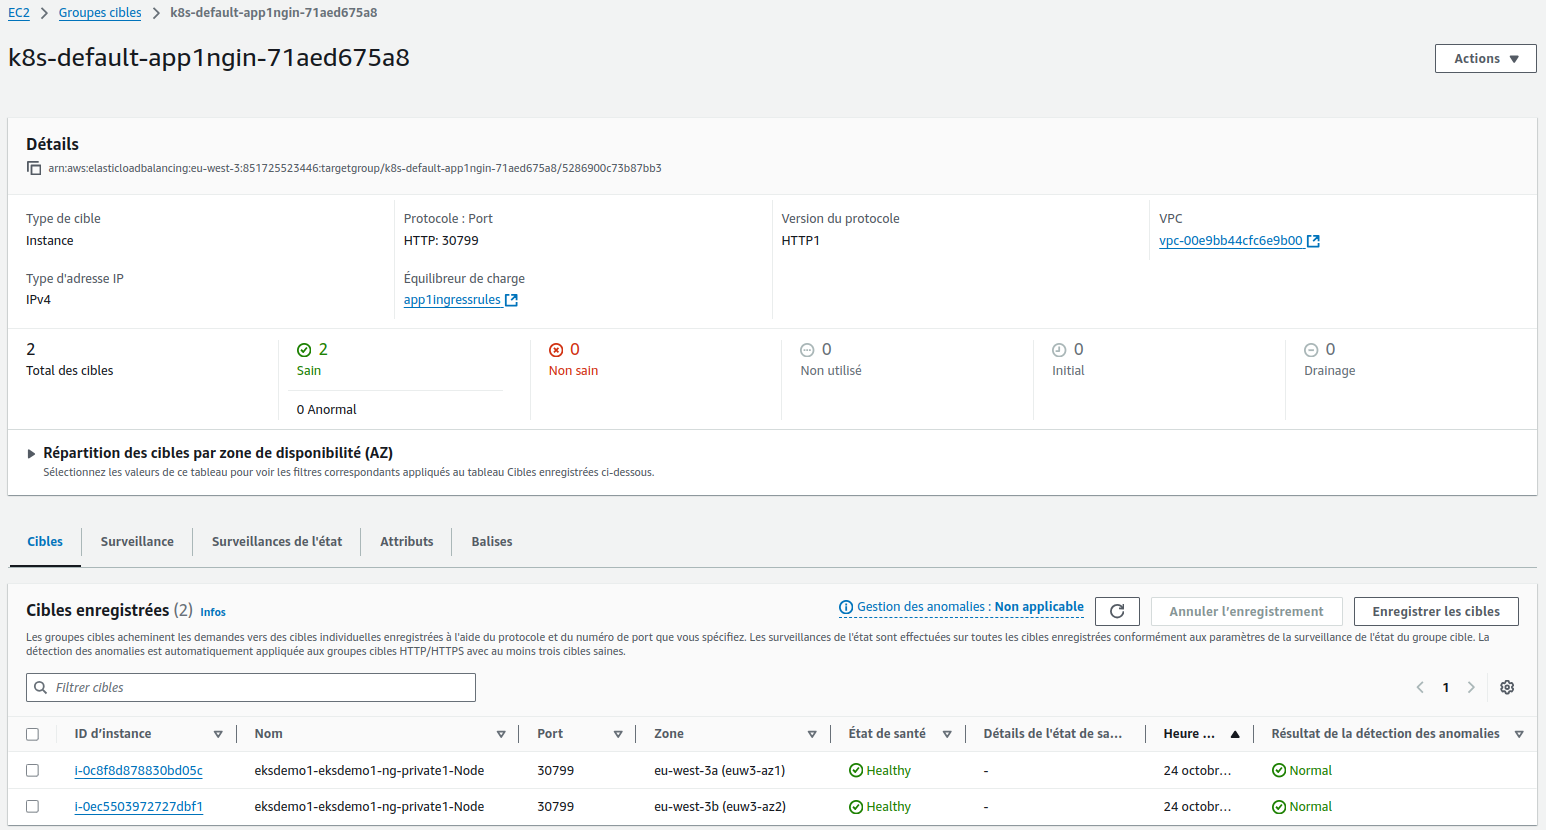 EC2 > Groupes cibles > k8s-default-app1ngin-71aed675a8
k8s-default-app1ngin-71aed675a8
Actions
Détails
arn:aws:elasticloadbalancing:eu-west-3:851725523446:targetgroup/k8s-default-app1ngin-71aed675a8/5286900c73b87bb3
Type de cible
Instance
Protocole : Port
HTTP: 30799
Version du protocole
HTTP1
VPC
vpc-00e9bb44cfc6e9b00
Type d'adresse IP
IPv4
Équilibreur de charge
app1ingressrules
2
Total des cibles
2
Sain
0 Anormal
0
Non sain
0
Non utilisé
0
Initial
0
Drainage
Répartition des cibles par zone de disponibilité (AZ)
Sélectionnez les valeurs de ce tableau pour voir les filtres correspondants appliqués au tableau Cibles enregistrées ci-dessous.
Cibles Surveillance Surveillances de l'état Attributs Balises
Cibles enregistrées (2) Infos
Gestion des anomalies : Non applicable
Annuler l'enregistrement
Enregistrer les cibles
Les groupes cibles acheminent les demandes vers des cibles individuelles enregistrées à l'aide du protocole et du numéro de port que vous spécifiez. Les surveillances de l'état sont effectuées sur toutes les cibles enregistrées conformément aux paramètres de la surveillance de l'état du groupe cible. La
détection des anomalies est automatiquement appliquée aux groupes cibles HTTP/HTTPS avec au moins trois cibles saines.
Filtrer cibles
1
ID d'instance Nom Port Zone État de santé Détails de l'état de sa... Heure ... Résultat de la détection des anomalies
i-0c8f8d878830bd05c eksdemo1-eksdemo1-ng-private1-Node 30799 eu-west-3a (euw3-az1) Healthy - 24 octobr... Normal
i-0ec5503972727dbf1 eksdemo1-eksdemo1-ng-private1-Node 30799 eu-west-3b (euw3-az2) Healthy - 24 octobr... Normal